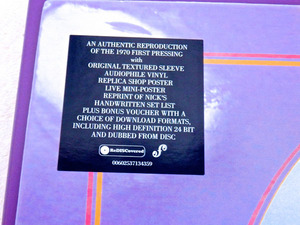 AN AUTHENTIC REPRODUCTION
OF THE 1970 FIRST PRESSING
with
ORIGINAL TEXTURED SLEEVE
AUDIOPHILE VINYL
REPLICA SHOP POSTER
LIVE MINI-POSTER
REPRINT OF NICK'S
HANDWRITTEN SET LIST
PLUS BONUS VOUCHER WITH A
CHOICE OF DOWNLOAD FORMATS,
INCLUDING HIGH DEFINITION 24 BIT
AND DUBBED FROM DISC
ReDISCovered
00602537134359